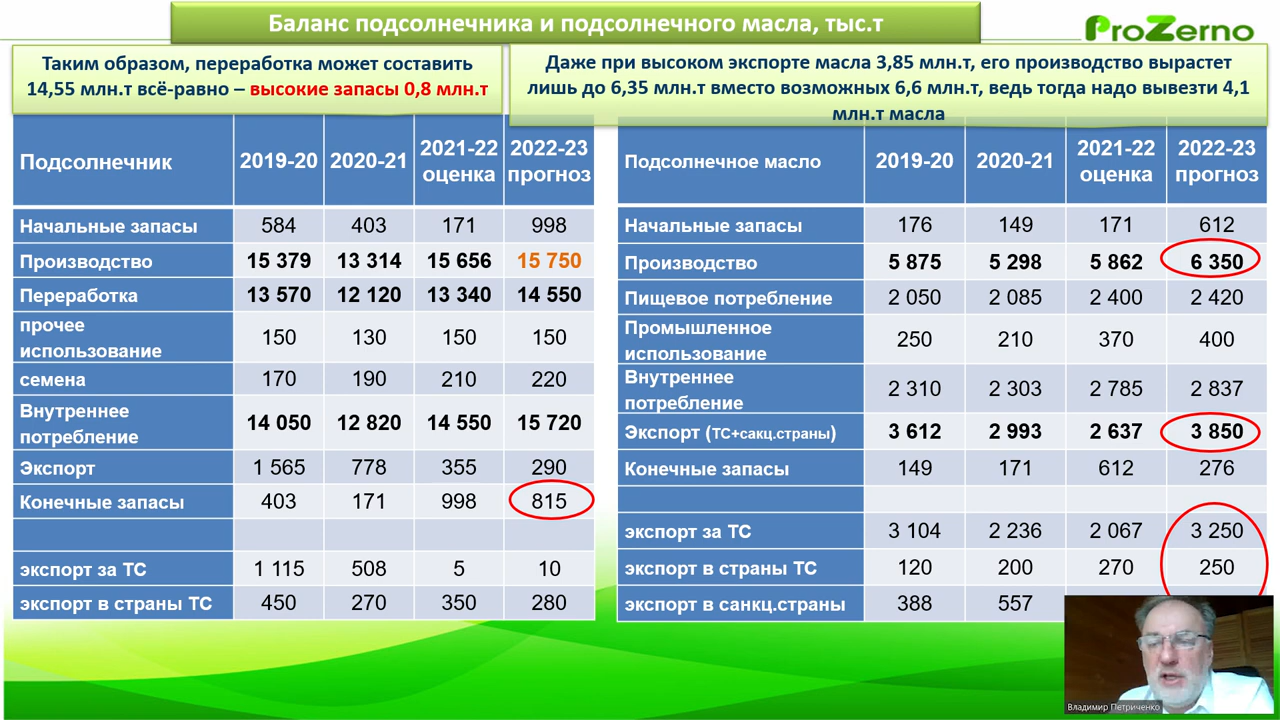 Баланс подсолнечника и подсолнечного масла, тыс.т
ProZerno
Таким образом, переработка может составить
14,55 млн.т всё-равно – высокие запасы 0,8 млн.т
Даже при высоком экспорте масла 3,85 млн.т, его производство вырастет
лишь до 6,35 млн.т вместо возможных 6,6 млн.т, ведь тогда надо вывезти 4,1
млн.т масла
Подсолнечник 2019-20 2020-21 2021-22 оценка 2022-23 прогноз
Начальные запасы 584 403 171 998
Производство 15 379 13 314 15 656 15 750
Переработка 13 570 12 120 13 340 14 550
прочее
использование 150 130 150 150
семена 170 190 210 220
Внутреннее
потребление 14 050 12 820 14 550 15 720
Экспорт 1 565 778 355 290
Конечные запасы 403 171 998 815
экспорт за ТС 1 115 508 5 10
экспорт в страны ТС 450 270 350 280
Подсолнечное масло 2019-20 2020-21 2021-22 оценка 2022-23 прогноз
Начальные запасы 176 149 171 612
Производство 5 875 5 298 5 862 6 350
Пищевое потребление 2 050 2 085 2 400 2 420
Промышленное
использование 250 210 370 400
Внутреннее
потребление 2 310 2 303 2 785 2 837
Экспорт (ТС+сакц.страны) 3 612 2 993 2 637 3 850
Конечные запасы 149 171 612 276
экспорт за ТС 3 104 2 236 2 067 3 250
экспорт в страны ТС 120 200 270 250
экспорт в санкц.страны 388 557
Владимир Петриченко